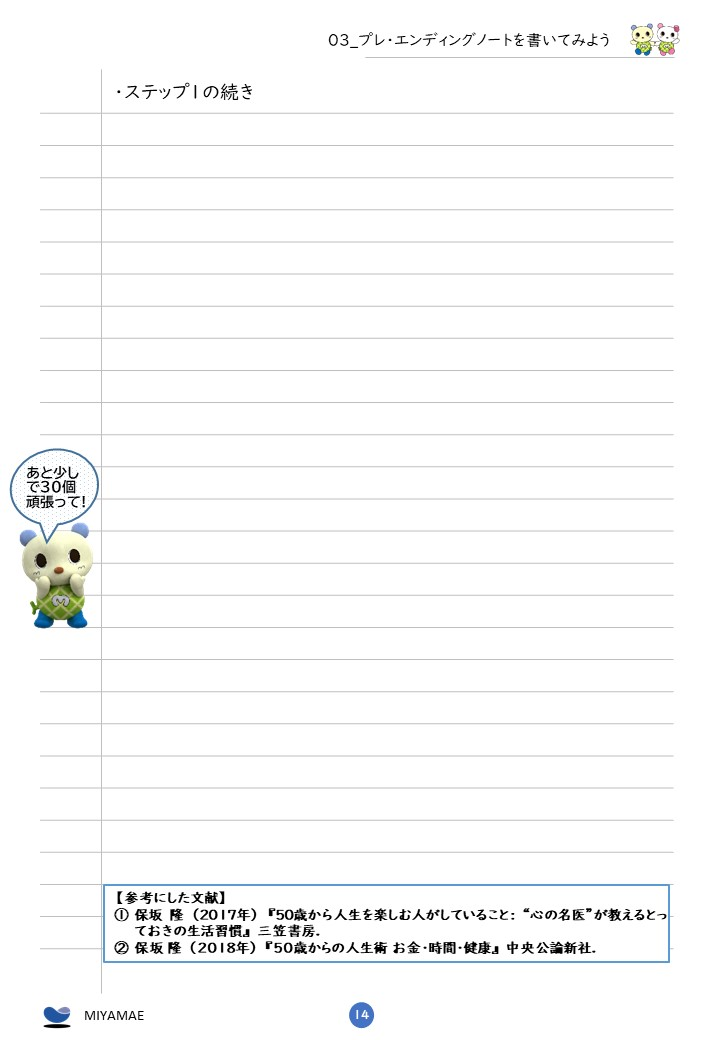 03_プレ・エンディングノートを書いてみよう
・ステップ1の続き
あと少し
で30個
頑張って!
【参考にした文献】
① 保坂 隆（2017年）『50歳から人生を楽しむ人がしていること: “心の名医”が教えるとっ
ておきの生活習慣』三笠書房.
② 保坂 隆（2018年）『50歳からの人生術 お金・時間・健康』中央公論新社.
MIYAMAE
14